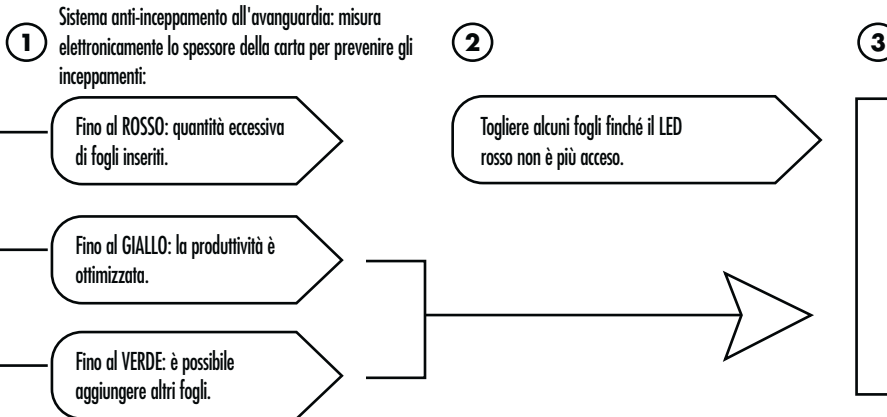 1
Sistema anti-inceppamento all'avanguardia: misura
elettronicamente lo spessore della carta per prevenire gli
inceppamenti:
Fino al ROSSO: quantità eccessiva
di fogli inseriti.
Fino al GIALLO: la produttività è
ottimizzata.
Fino al VERDE: è possibile
aggiungere altri fogli.
2
Togliere alcuni fogli finché il LED
rosso non è più acceso.
3